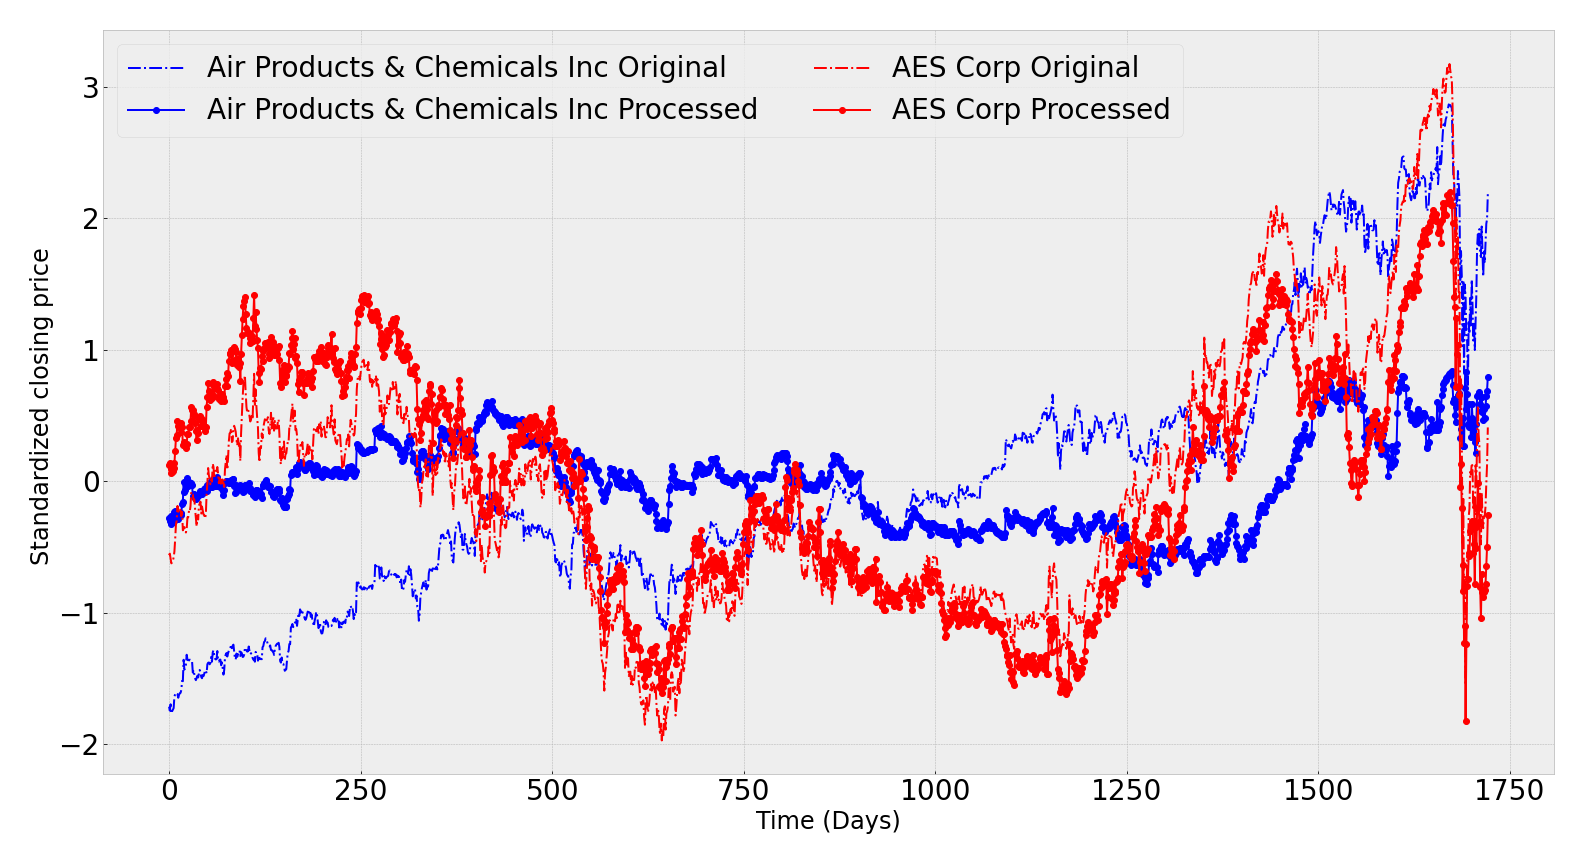 Air Products & Chemicals Inc Original
AES Corp Original
Air Products & Chemicals Inc Processed
AES Corp Processed
Standardized closing price
3
2
1
0
−1
−2
0 250 500 750 1000 1250 1500 1750
Time (Days)